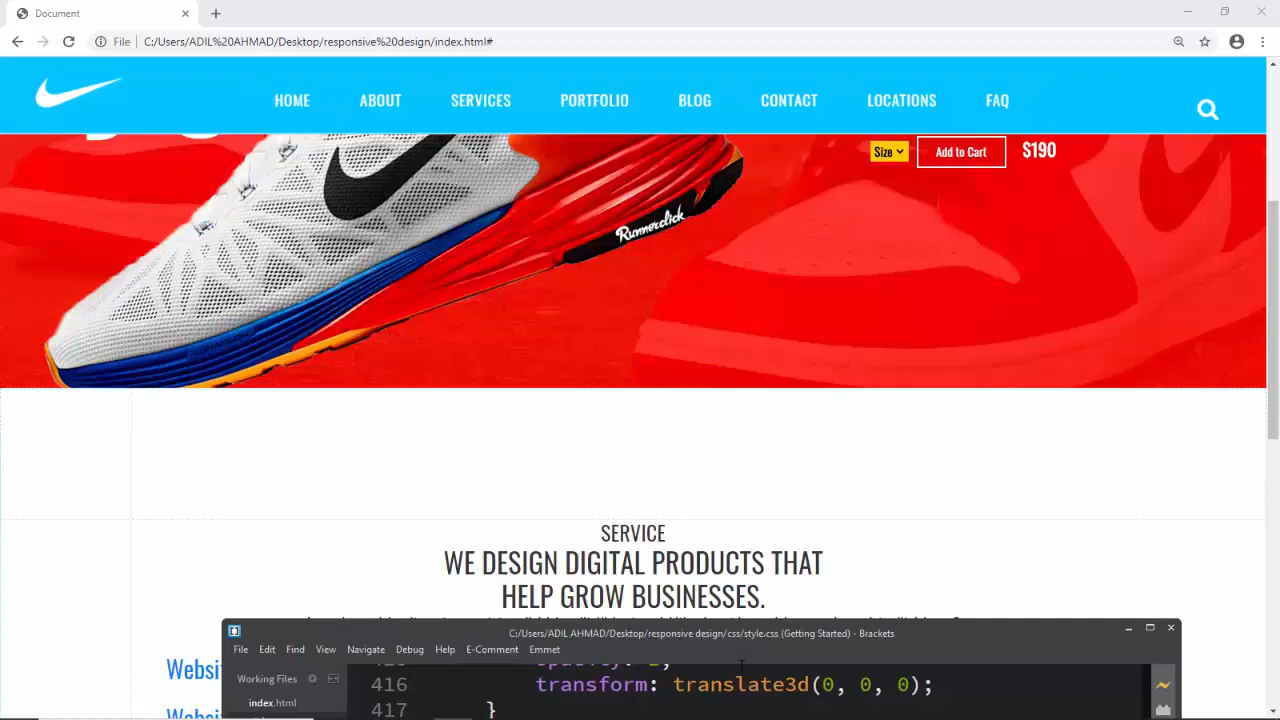 Document
File C:/Users/ADIL%20AHMAD/Desktop/responsive%20design/index.html#
HOME ABOUT SERVICES PORTFOLIO BLOG CONTACT LOCATIONS FAQ
Size Add to Cart $190
Runnerclick
SERVICE
WE DESIGN DIGITAL PRODUCTS THAT
HELP GROW BUSINESSES.
C:/Users/ADIL AHMAD/Desktop/responsive design/css/style.css (Getting Started) - Brackets
File Edit Find View Navigate Debug Help E-Comment Emmet
Websi
Working Files
416 transform: translate3d(0, 0, 0);
index.html
417 }